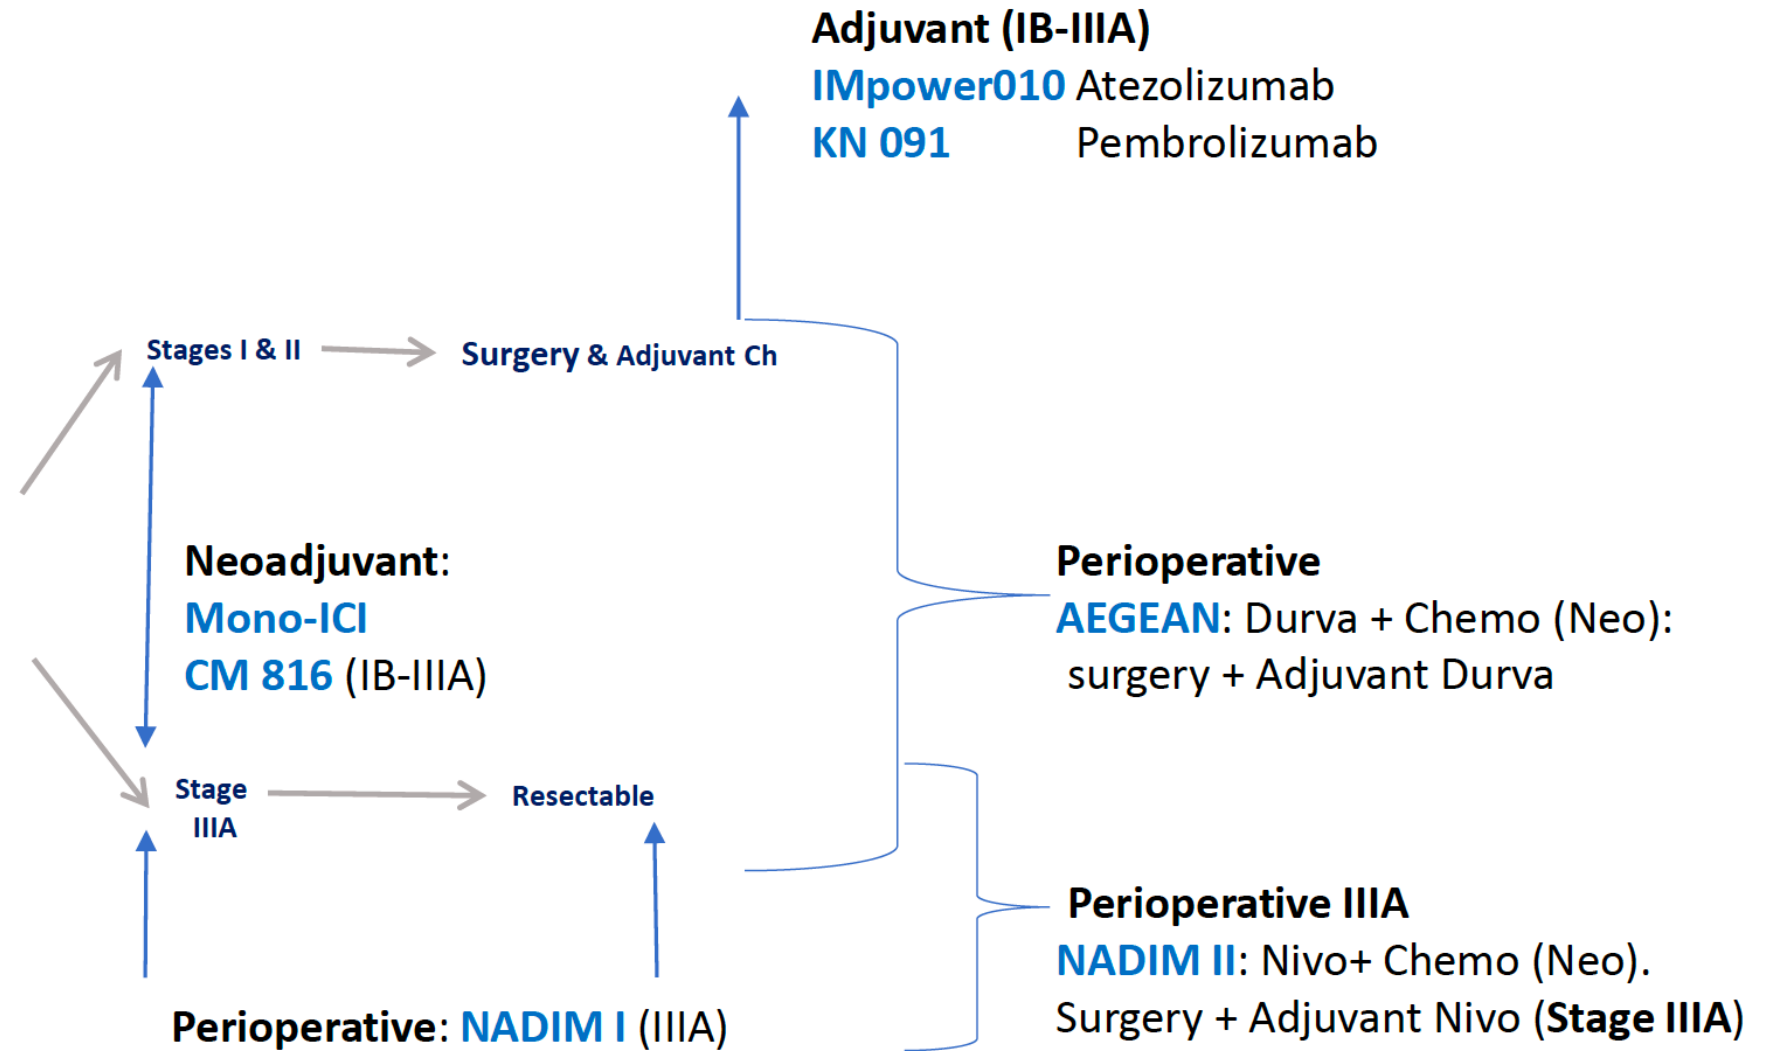 Adjuvant (IB-IIIA)
IMpower010 Atezolizumab
KN 091 Pembrolizumab
Stages I & II
Surgery & Adjuvant Ch
Neoadjuvant:
Mono-ICI
CM 816 (IB-IIIA)
Perioperative
AEGEAN: Durva + Chemo (Neo):
surgery + Adjuvant Durva
Stage
IIIA
Resectable
Perioperative IIIA
NADIM II: Nivo+ Chemo (Neo).
Surgery + Adjuvant Nivo (Stage IIIA)
Perioperative: NADIM I (IIIA)